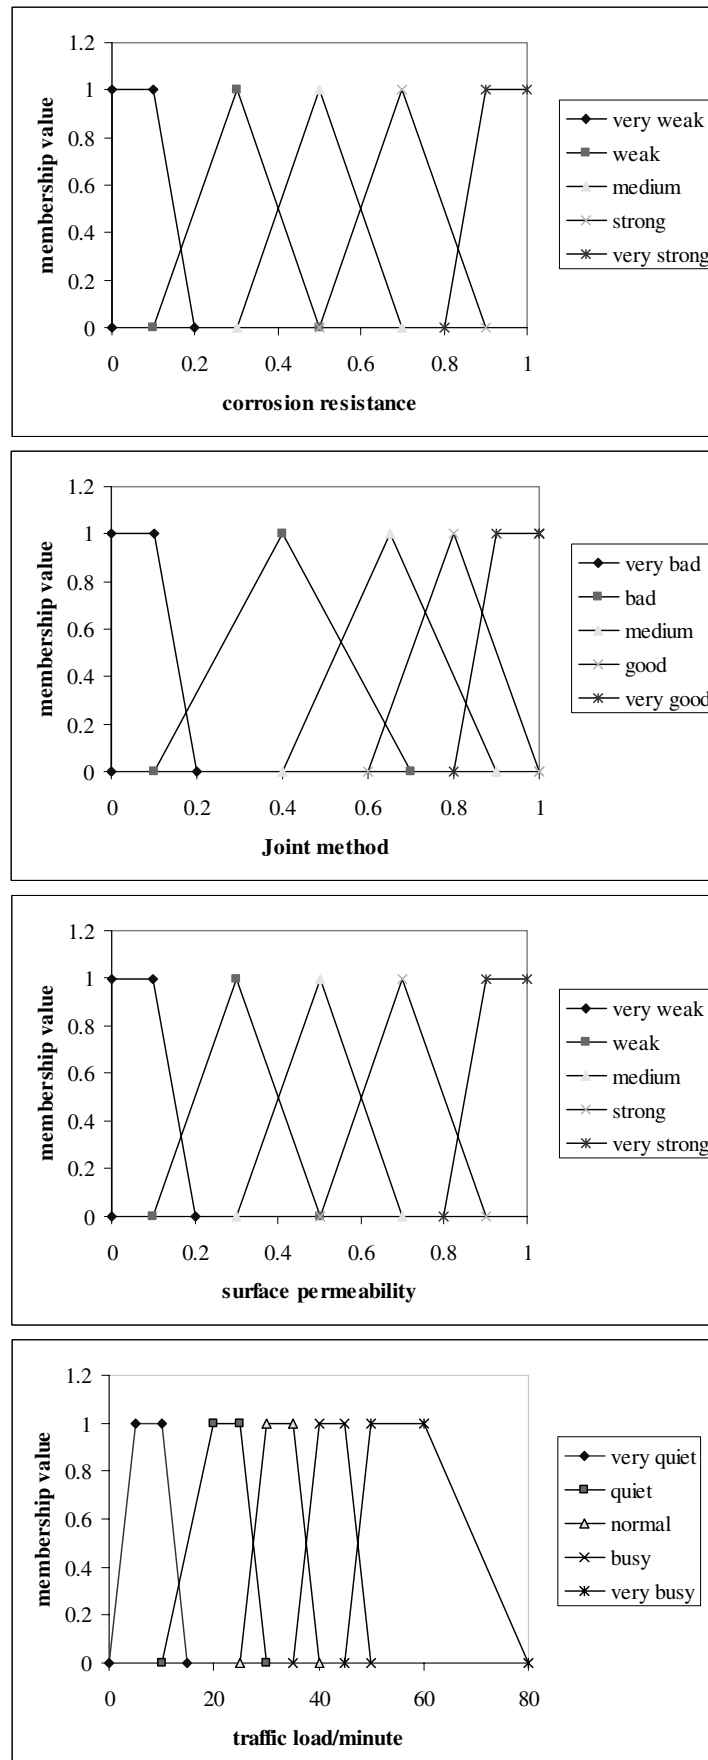 1.2
1
0.8
0.6
0.4
0.2
0
membership value
0 0.2 0.4 0.6 0.8 1
corrosion resistance
very weak
weak
medium
strong
very strong
1.2
1
0.8
0.6
0.4
0.2
0
membership value
0 0.2 0.4 0.6 0.8 1
Joint method
very bad
bad
medium
good
very good
1.2
1
0.8
0.6
0.4
0.2
0
membership value
0 0.2 0.4 0.6 0.8 1
surface permeability
very weak
weak
medium
strong
very strong
1.2
1
0.8
0.6
0.4
0.2
0
membership value
0 20 40 60 80
traffic load/minute
very quiet
quiet
normal
busy
very busy